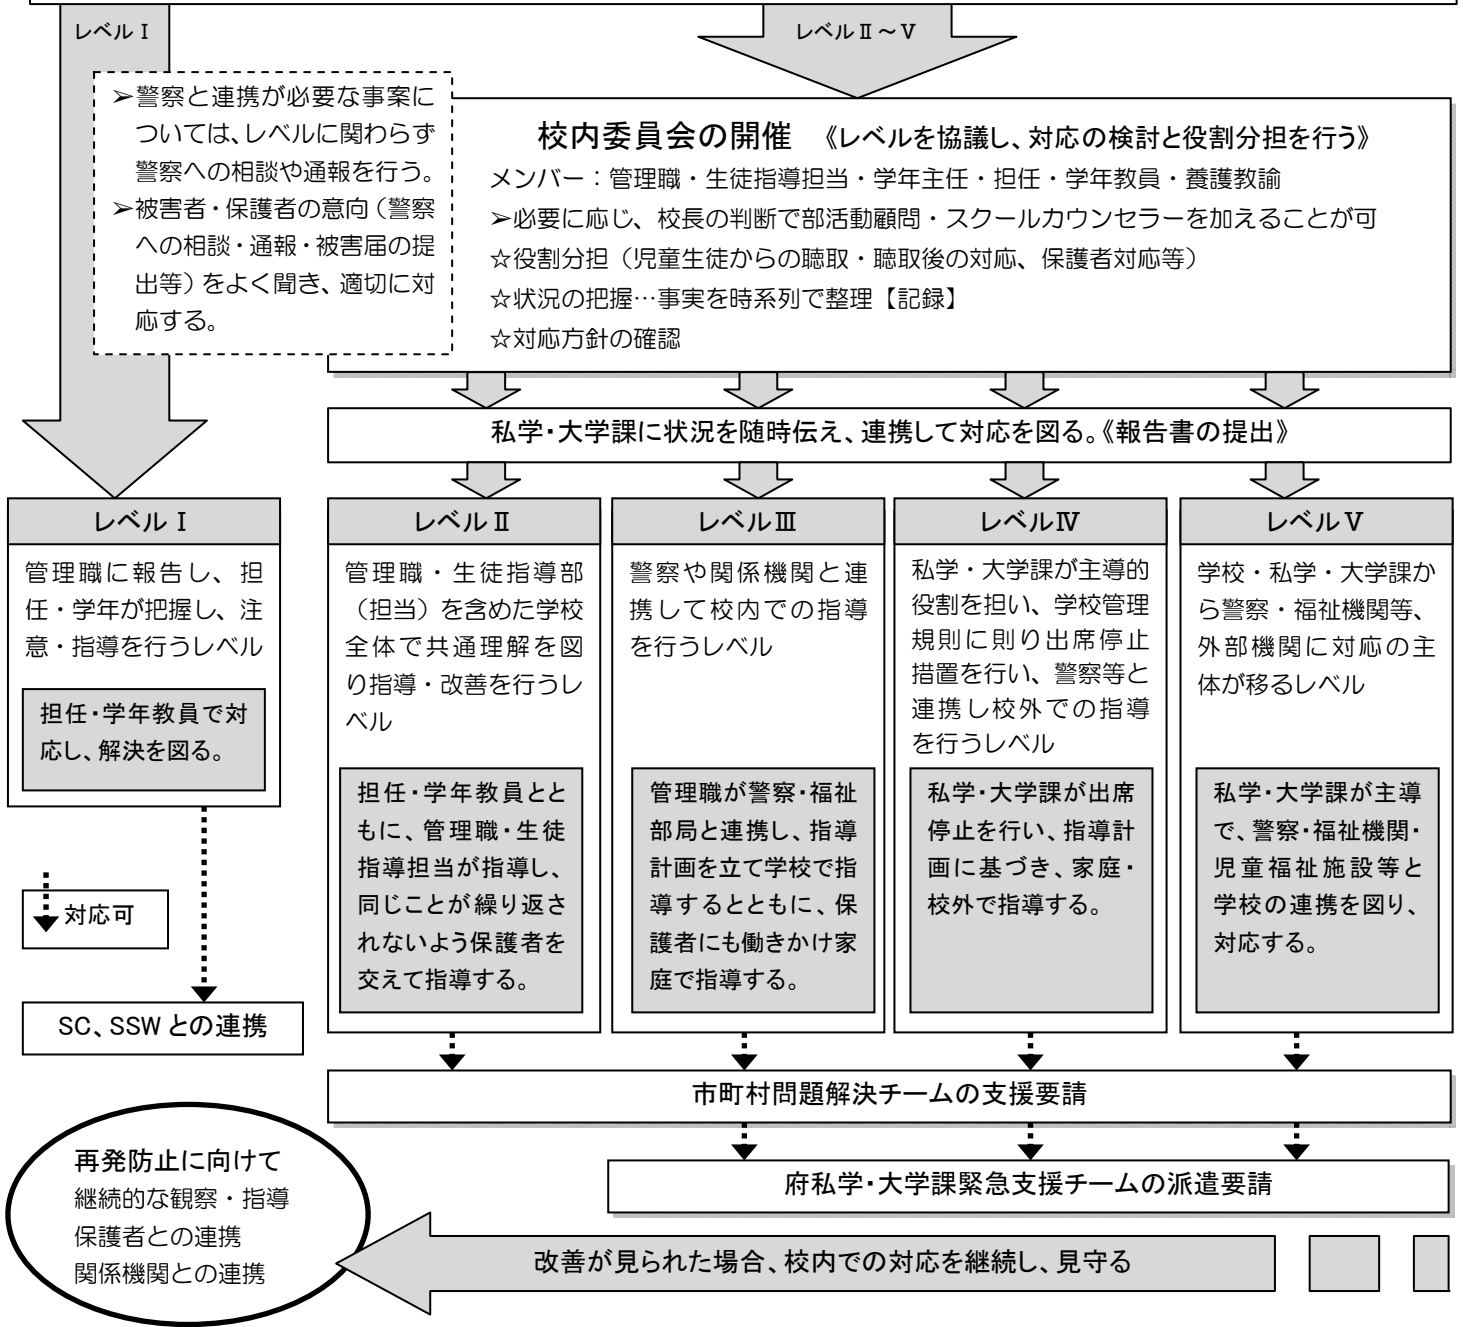 レベルⅠ
レベルⅡ～Ⅴ
➢警察と連携が必要な事案に
ついては、レベルに関わらず
警察への相談や通報を行う。
➢被害者・保護者の意向（警察
への相談・通報・被害届の提
出等）をよく聞き、適切に対
応する。
校内委員会の開催 《レベルを協議し、対応の検討と役割分担を行う》
メンバー：管理職・生徒指導担当・学年主任・担任・学年教員・養護教諭
➢必要に応じ、校長の判断で部活動顧問・スクールカウンセラーを加えることが可
☆役割分担（児童生徒からの聴取・聴取後の対応、保護者対応等）
☆状況の把握…事実を時系列で整理【記録】
☆対応方針の確認
私学・大学課に状況を随時伝え、連携して対応を図る。《報告書の提出》
レベルⅠ
管理職に報告し、担
任・学年が把握し、注
意・指導を行うレベル
担任・学年教員で対
応し、解決を図る。
レベルⅡ
管理職・生徒指導部
（担当）を含めた学校
全体で共通理解を図
り指導・改善を行うレ
ベル
担任・学年教員とと
もに、管理職・生徒
指導担当が指導し、
同じことが繰り返さ
れないよう保護者を
交えて指導する。
レベルⅢ
警察や関係機関と連
携して校内での指導
を行うレベル
管理職が警察・福祉
部局と連携し、指導
計画を立て学校で指
導するとともに、保
護者にも働きかけ家
庭で指導する。
レベルⅣ
私学・大学課が主導的
役割を担い、学校管理
規則に則り出席停止
措置を行い、警察等と
連携し校外での指導
を行うレベル
私学・大学課が出席
停止を行い、指導計
画に基づき、家庭・
校外で指導する。
レベルⅤ
学校・私学・大学課か
ら警察・福祉機関等、
外部機関に対応の主
体が移るレベル
私学・大学課が主導
で、警察・福祉機関・
児童福祉施設等と
学校の連携を図り、
対応する。
対応可
SC、SSWとの連携
市町村問題解決チームの支援要請
府私学・大学課緊急支援チームの派遣要請
再発防止に向けて
継続的な観察・指導
保護者との連携
関係機関との連携
改善が見られた場合、校内での対応を継続し、見守る